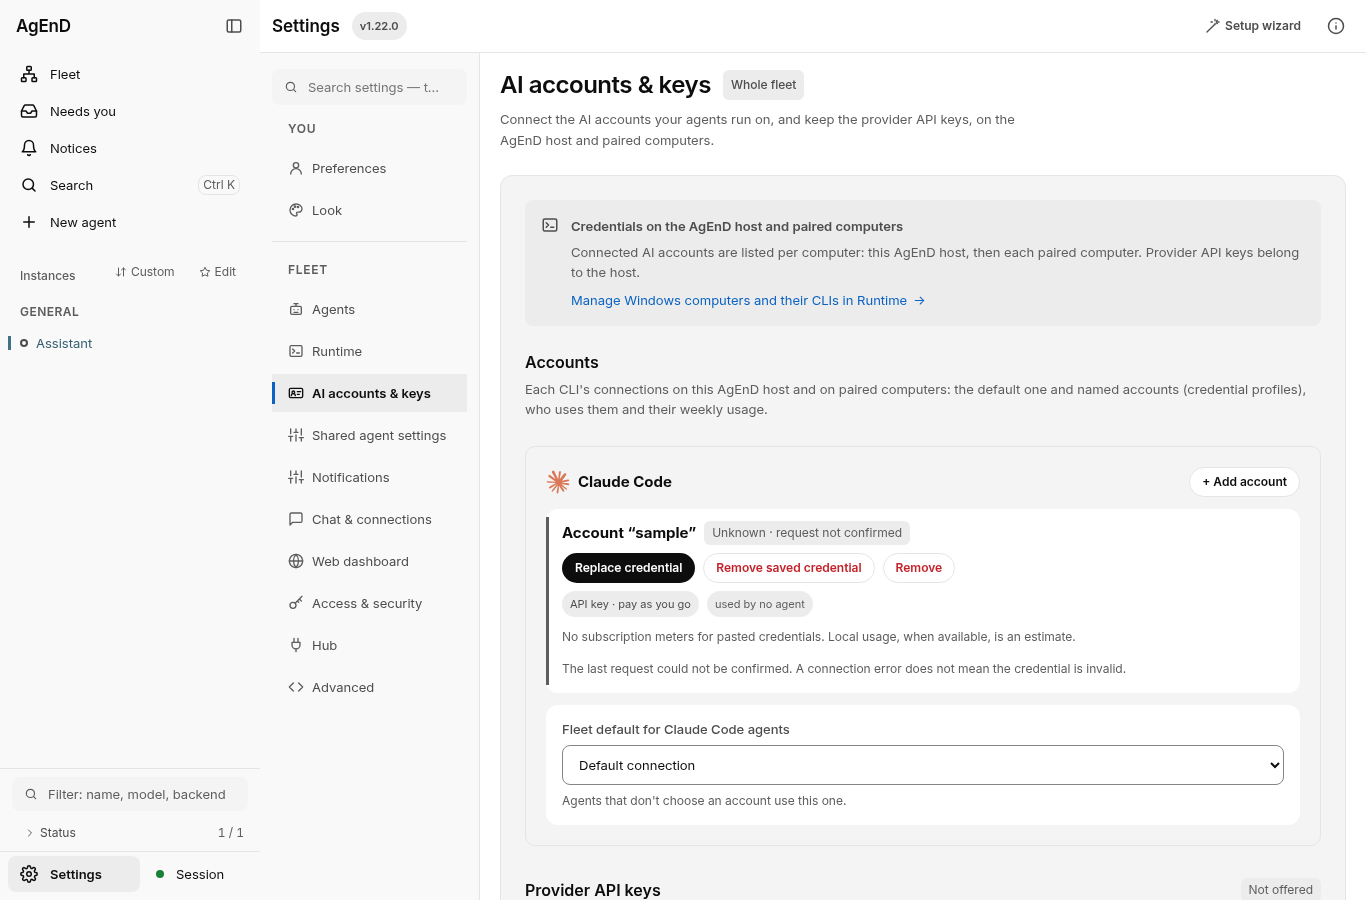 AgEnD
Fleet
Needs you
Notices
Search
Ctrl K
New agent
Instances
Custom
Edit
GENERAL
Assistant
Filter: name, model, backend
Status
1 / 1
Settings
Session
Settings
v1.22.0
Setup wizard
Search settings — t...
YOU
Preferences
Look
FLEET
Agents
Runtime
AI accounts & keys
Shared agent settings
Notifications
Chat & connections
Web dashboard
Access & security
Hub
Advanced
AI accounts & keys
Whole fleet
Connect the AI accounts your agents run on, and keep the provider API keys, on the
AgEnD host and paired computers.
Credentials on the AgEnD host and paired computers
Connected AI accounts are listed per computer: this AgEnD host, then each paired computer. Provider API keys belong
to the host.
Manage Windows computers and their CLIs in Runtime →
Accounts
Each CLI's connections on this AgEnD host and on paired computers: the default one and named accounts (credential profiles),
who uses them and their weekly usage.
Claude Code
+ Add account
Account “sample”
Unknown · request not confirmed
Replace credential
Remove saved credential
Remove
API key · pay as you go
used by no agent
No subscription meters for pasted credentials. Local usage, when available, is an estimate.
The last request could not be confirmed. A connection error does not mean the credential is invalid.
Fleet default for Claude Code agents
Default connection
Agents that don't choose an account use this one.
Provider API keys
Not offered